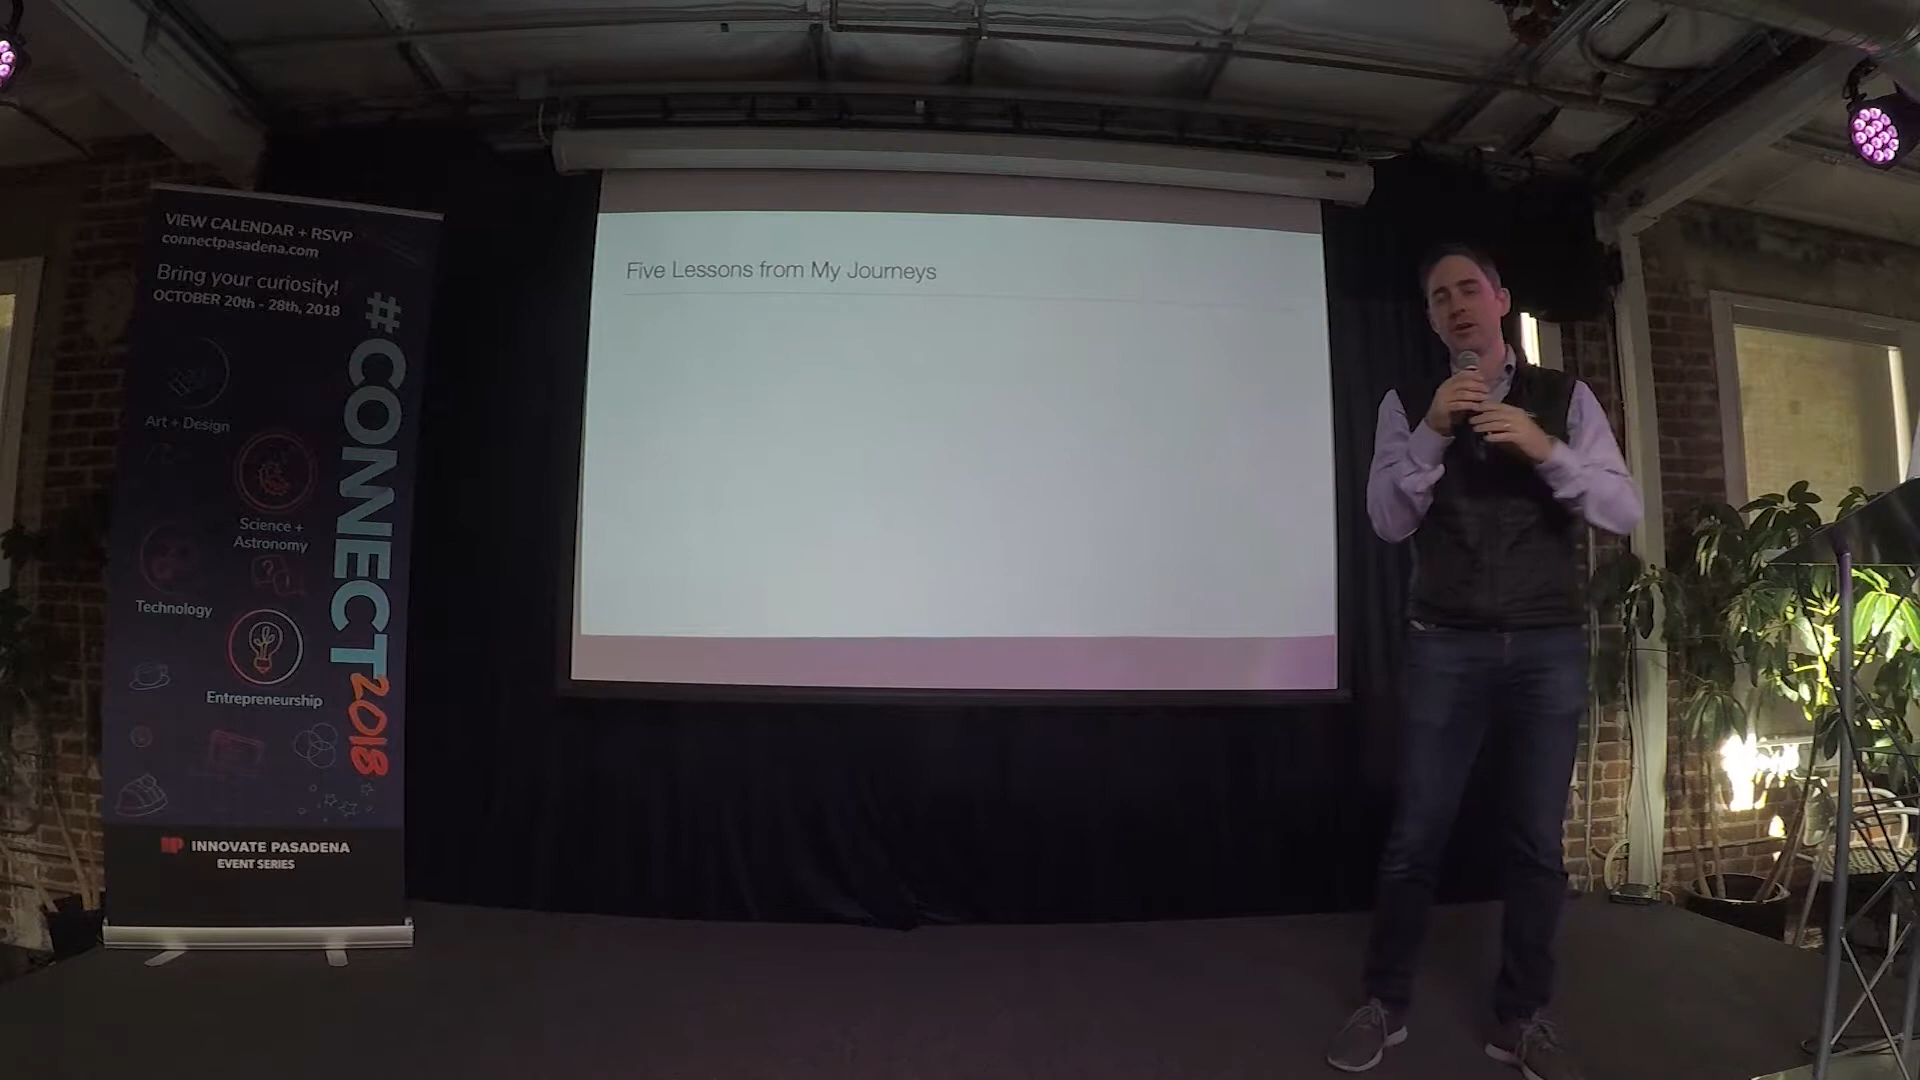 VIEW CALENDAR + RSVP
connectpasadena.com
Bring your curiosity!
OCTOBER 20th - 28th, 2018
#CONNECT2018
Art + Design
Science +
Astronomy
Technology
Entrepreneurship
IP INNOVATE PASADENA
EVENT SERIES
Five Lessons from My Journeys